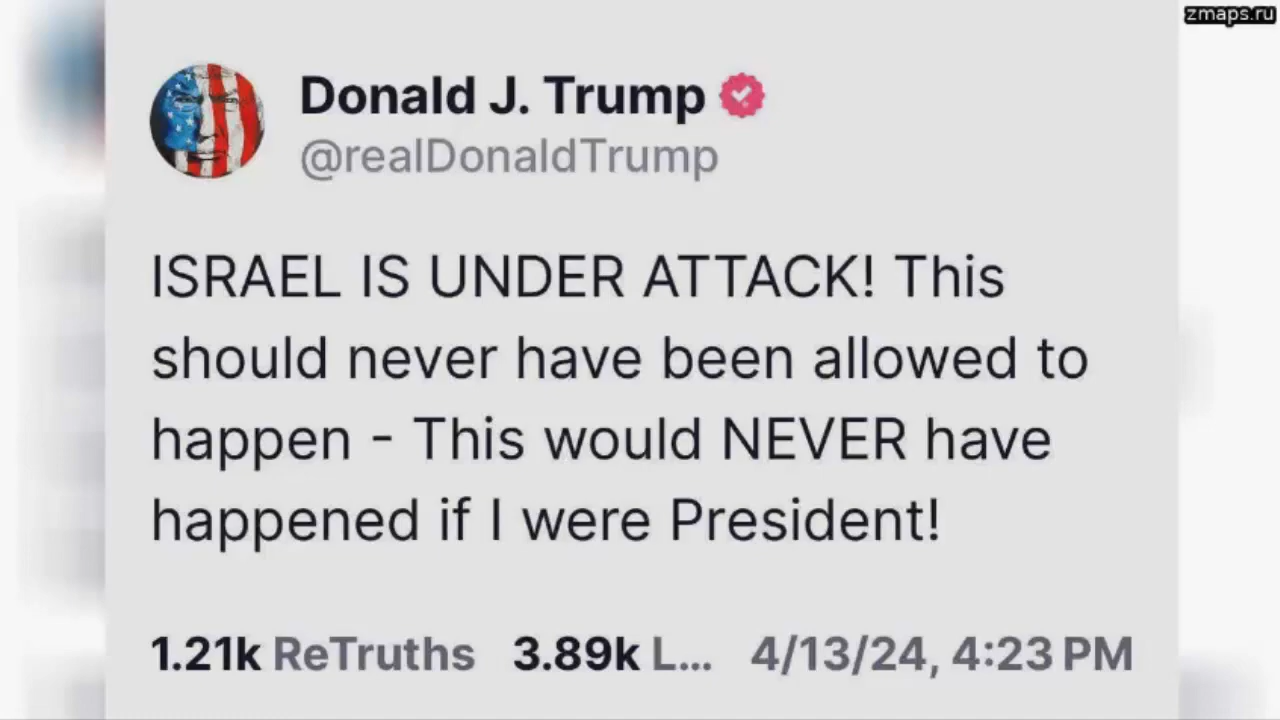 zmaps.ru
Donald J. Trump
@realDonaldTrump
ISRAEL IS UNDER ATTACK! This
should never have been allowed to
happen - This would NEVER have
happened if I were President!
1.21k ReTruths 3.89k L... 4/13/24, 4:23 PM